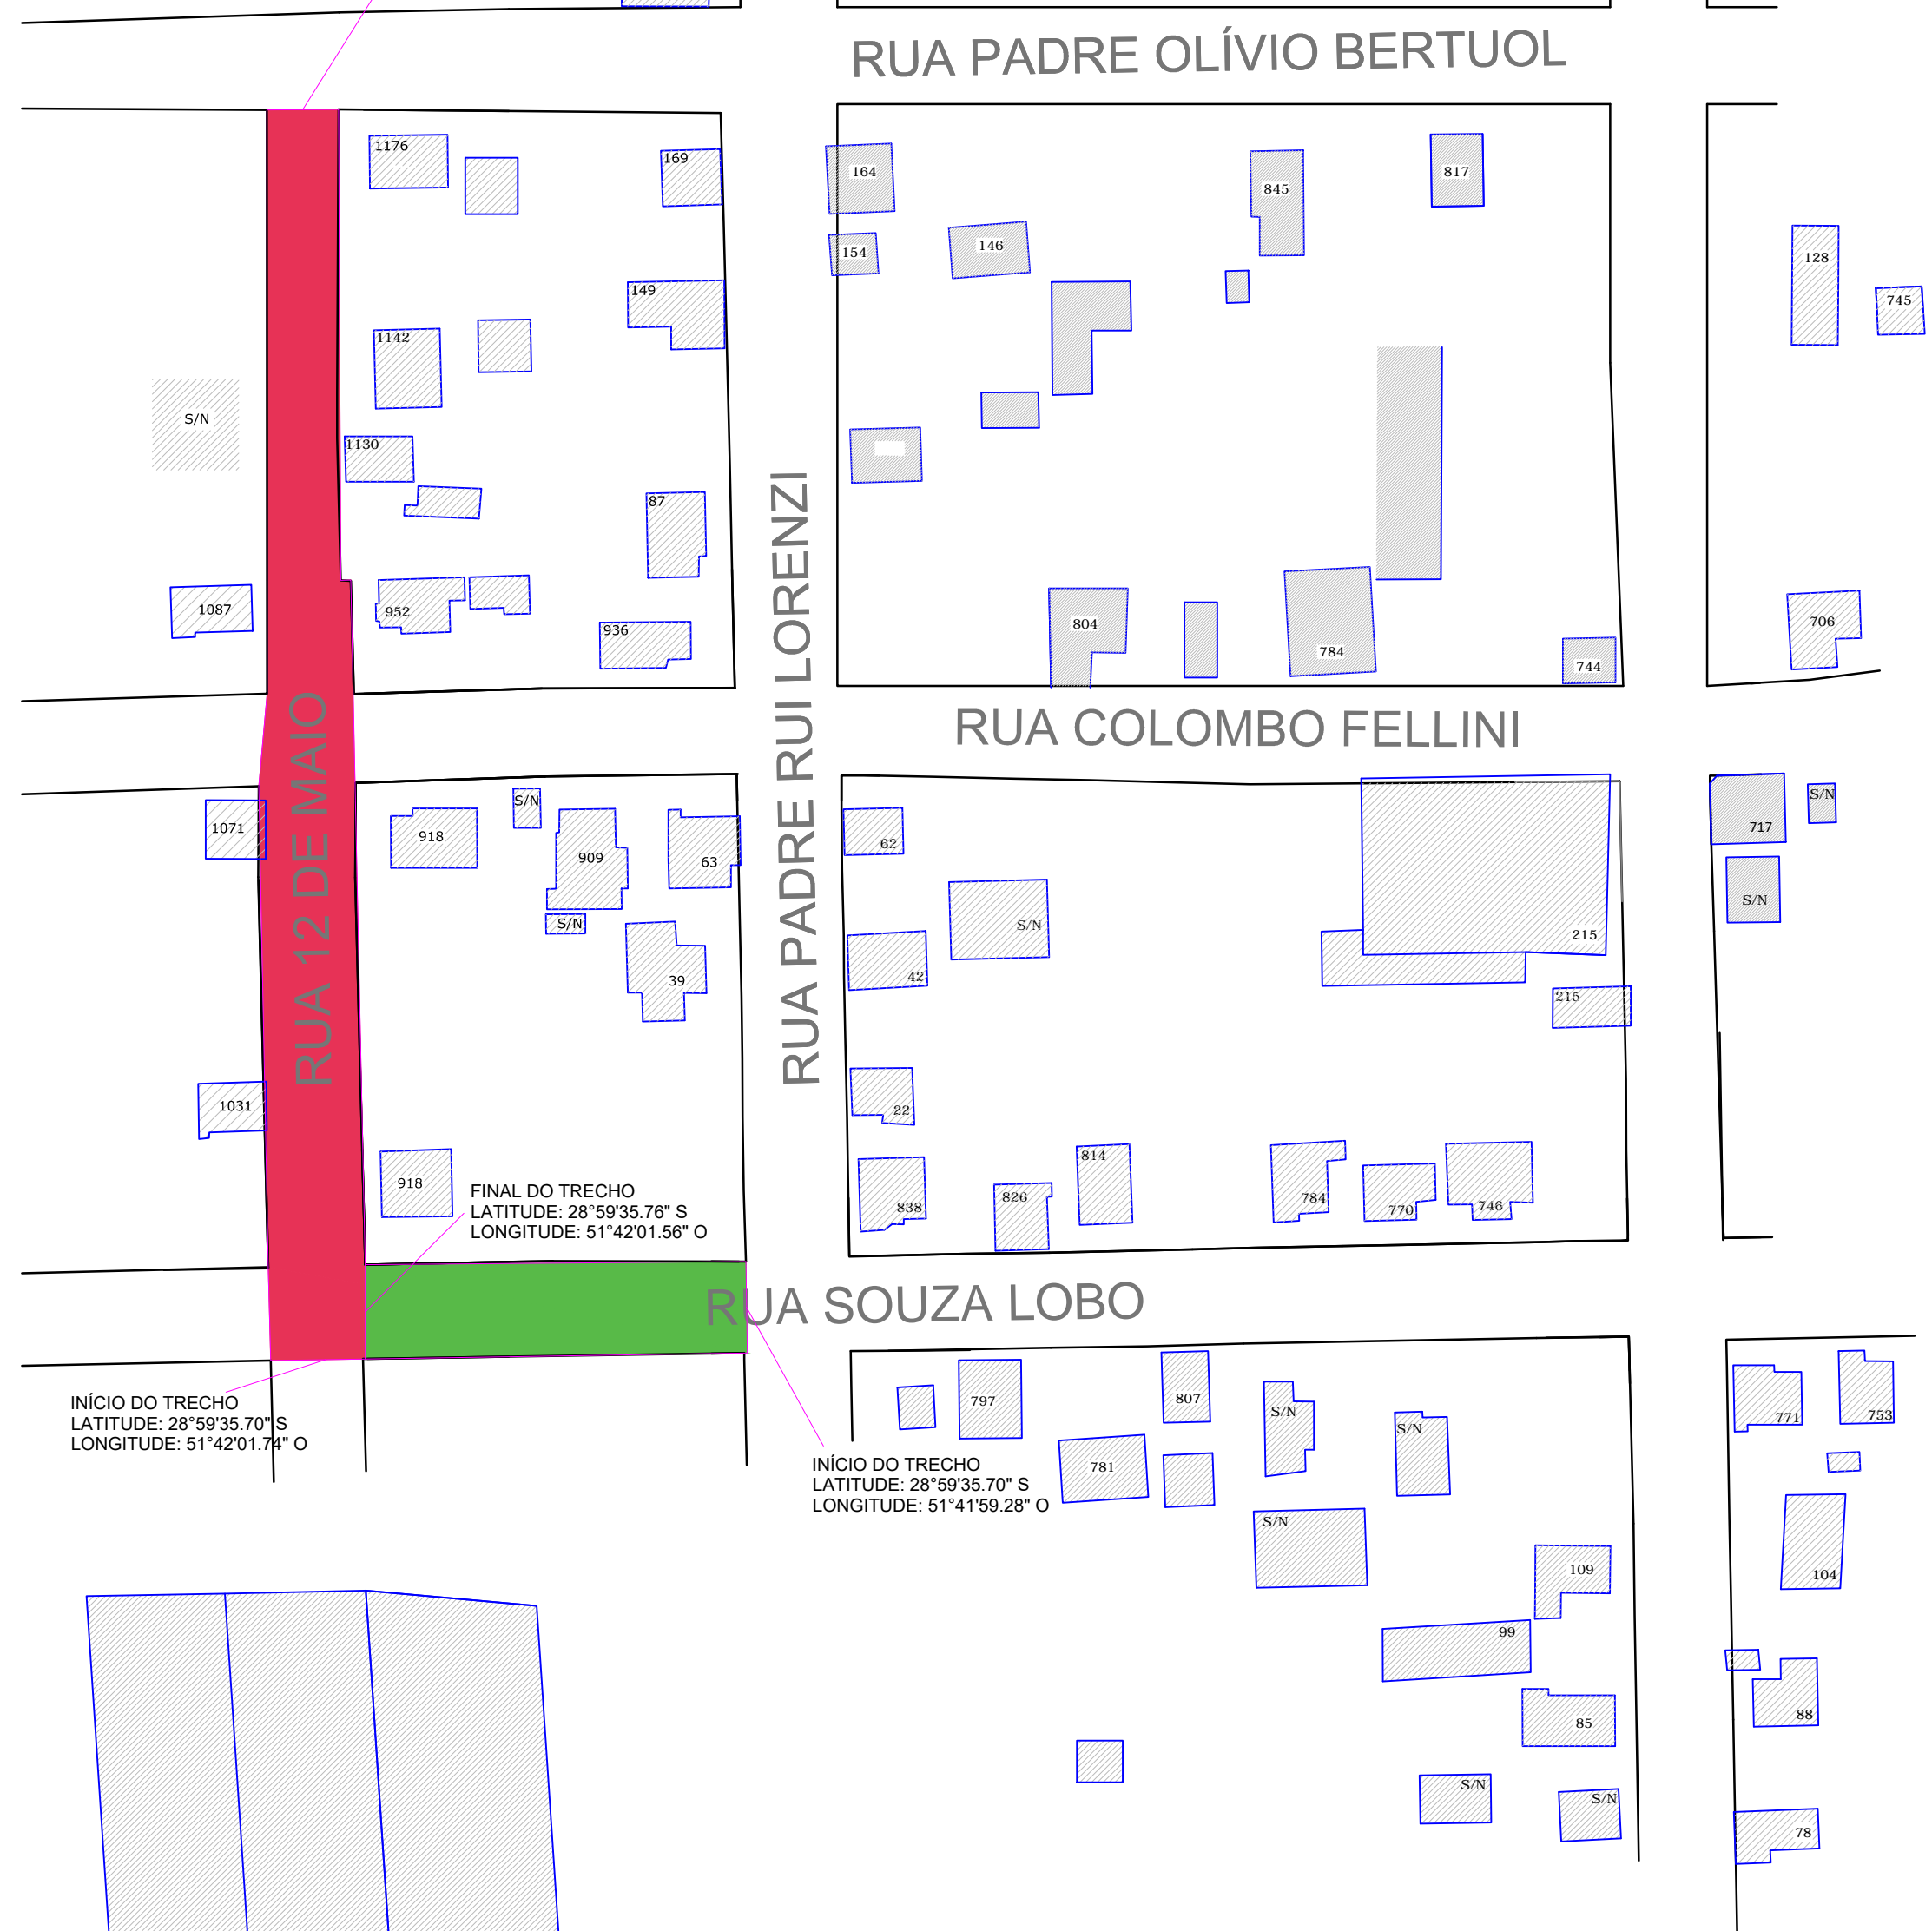 RUA PADRE OLÍVIO BERTUOL
1176
169
164
845
817
154
146
128
745
149
1142
S/N
1130
87
1087
952
936
804
784
744
706
RUA PADRE RUI LORENZI
RUA 12 DE MAIO
RUA COLOMBO FELLINI
1071
918
S/N
909
63
62
S/N
42
215
215
717
S/N
S/N
S/N
39
1031
22
918
838
826
814
784
770
746
FINAL DO TRECHO
LATITUDE: 28°59'35.76" S
LONGITUDE: 51°42'01.56" O
RUA SOUZA LOBO
INÍCIO DO TRECHO
LATITUDE: 28°59'35.70" S
LONGITUDE: 51°42'01.74" O
INÍCIO DO TRECHO
LATITUDE: 28°59'35.70" S
LONGITUDE: 51°41'59.28" O
797
807
S/N
S/N
781
771
753
S/N
109
104
99
88
85
S/N
S/N
78